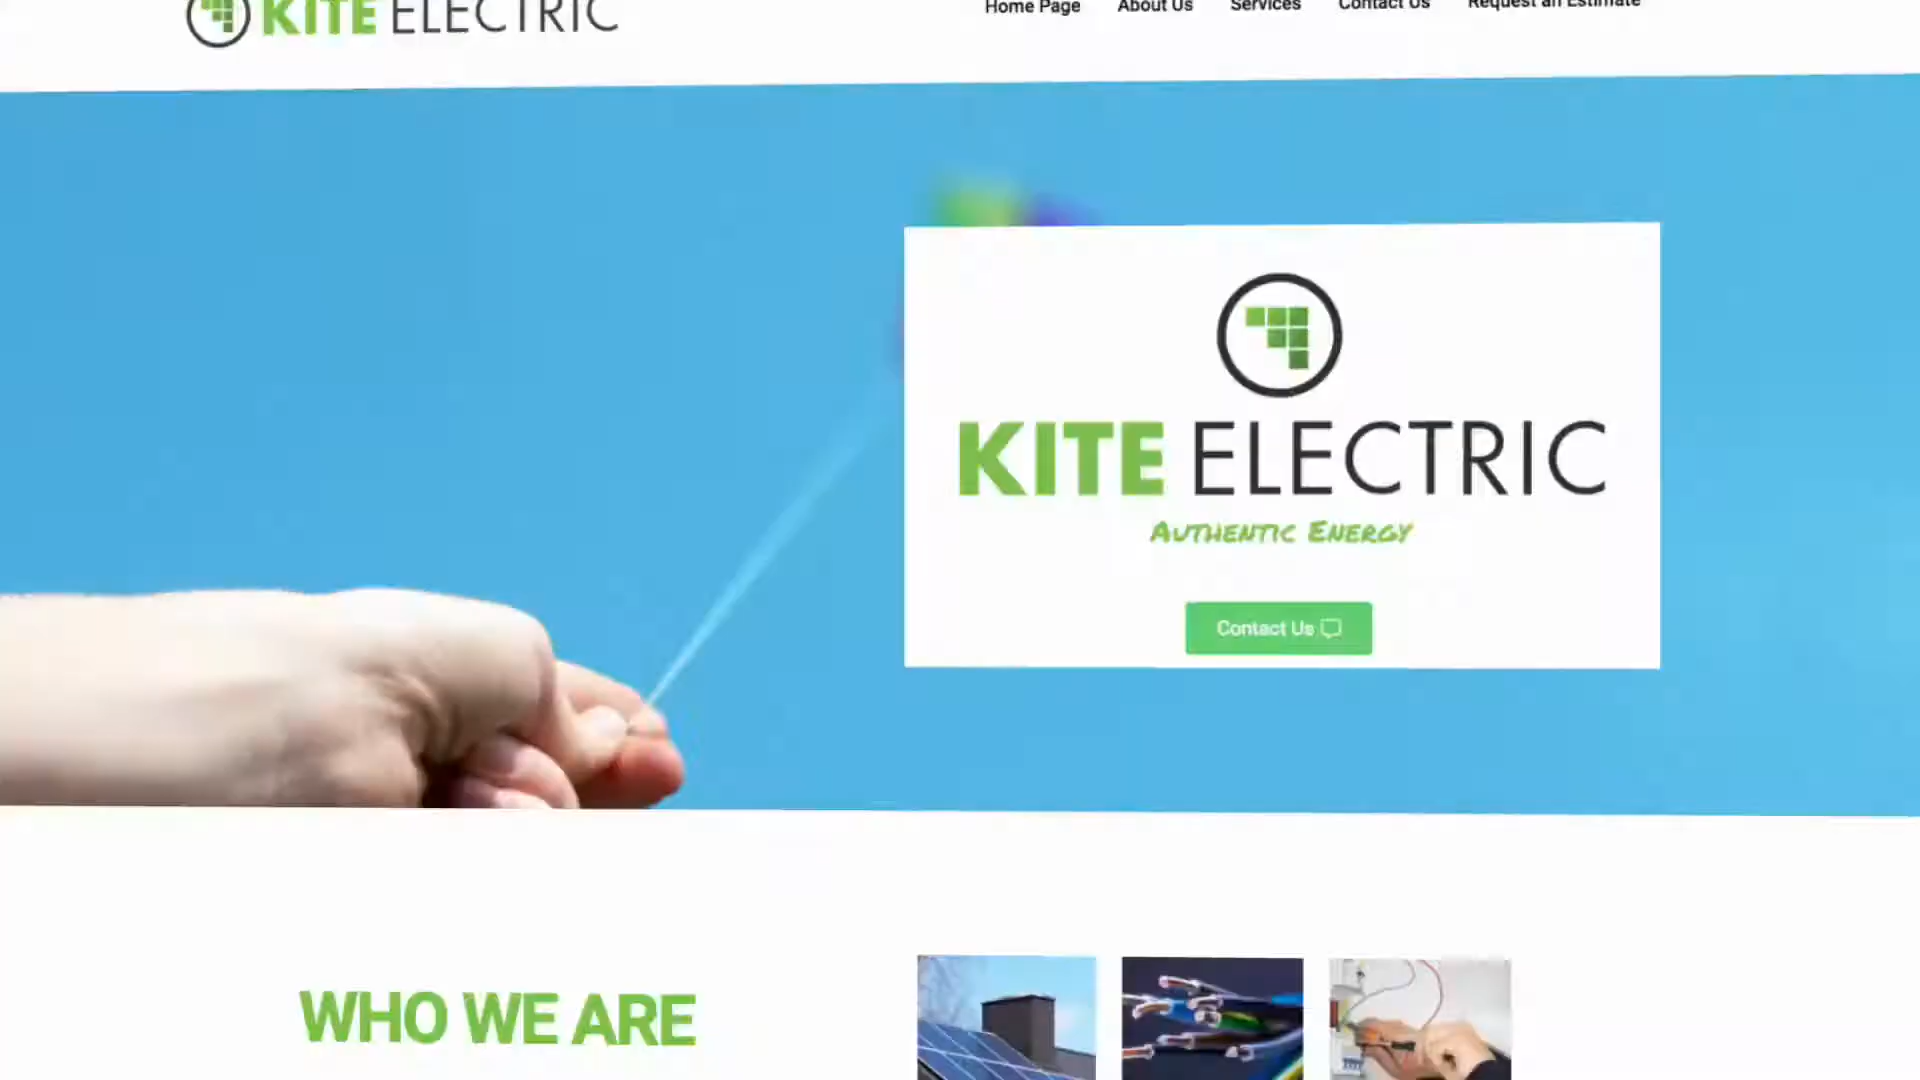 KITE ELECTRIC
Home Page About Us Services Contact Us Request an Estimate
KITE ELECTRIC
Authentic Energy
Contact Us
WHO WE ARE